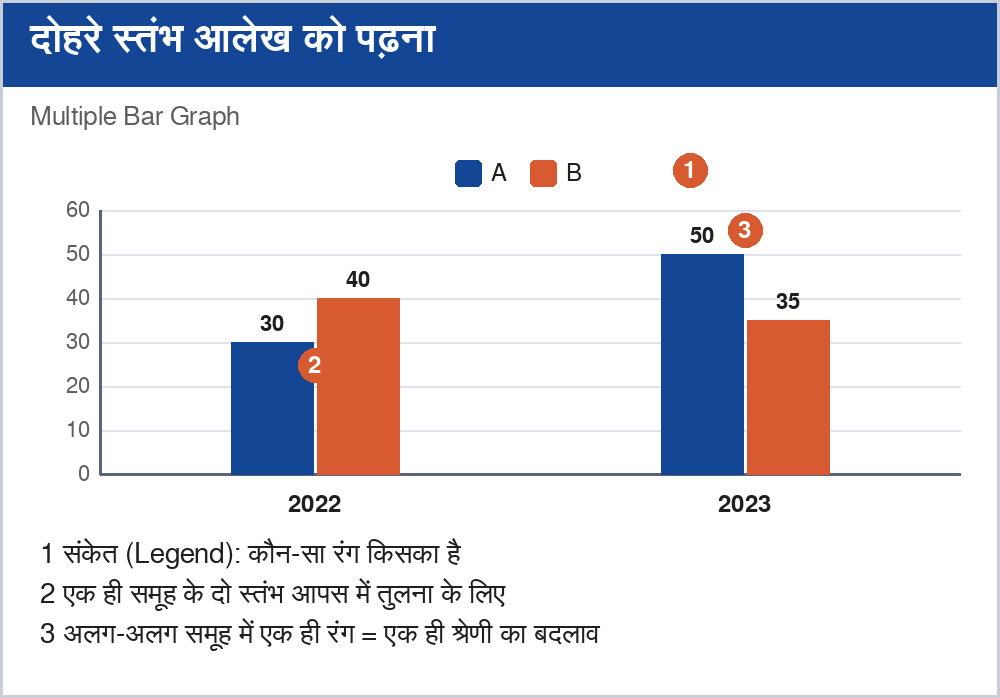 दोहरे स्तंभ आलेख को पढ़ना
Multiple Bar Graph
A B 1
60
50 3
50
40
40
35
30
30
2
20
10
0
2022 2023
1 संकेत (Legend): कौन-सा रंग किसका है
2 एक ही समूह के दो स्तंभ आपस में तुलना के लिए
3 अलग-अलग समूह में एक ही रंग = एक ही श्रेणी का बदलाव